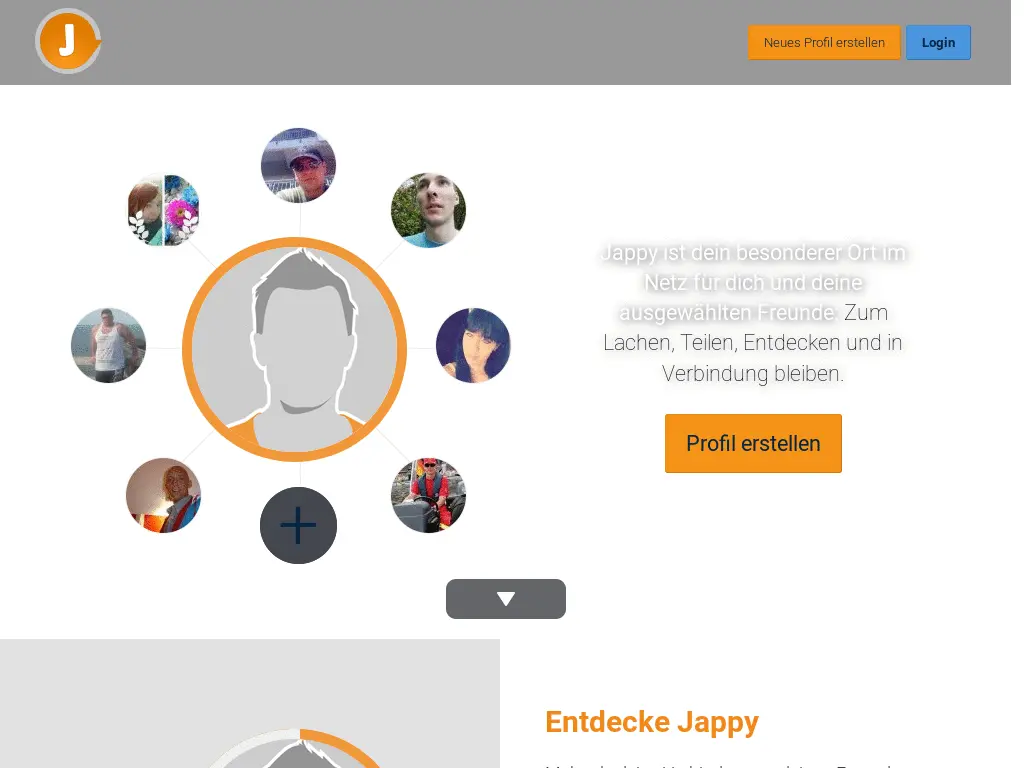 J
Neues Profil erstellen
Login
Jappy ist dein besonderer Ort im
Netz für dich und deine
ausgewählten Freunde. Zum
Lachen, Teilen, Entdecken und in
Verbindung bleiben.
Profil erstellen
Entdecke Jappy